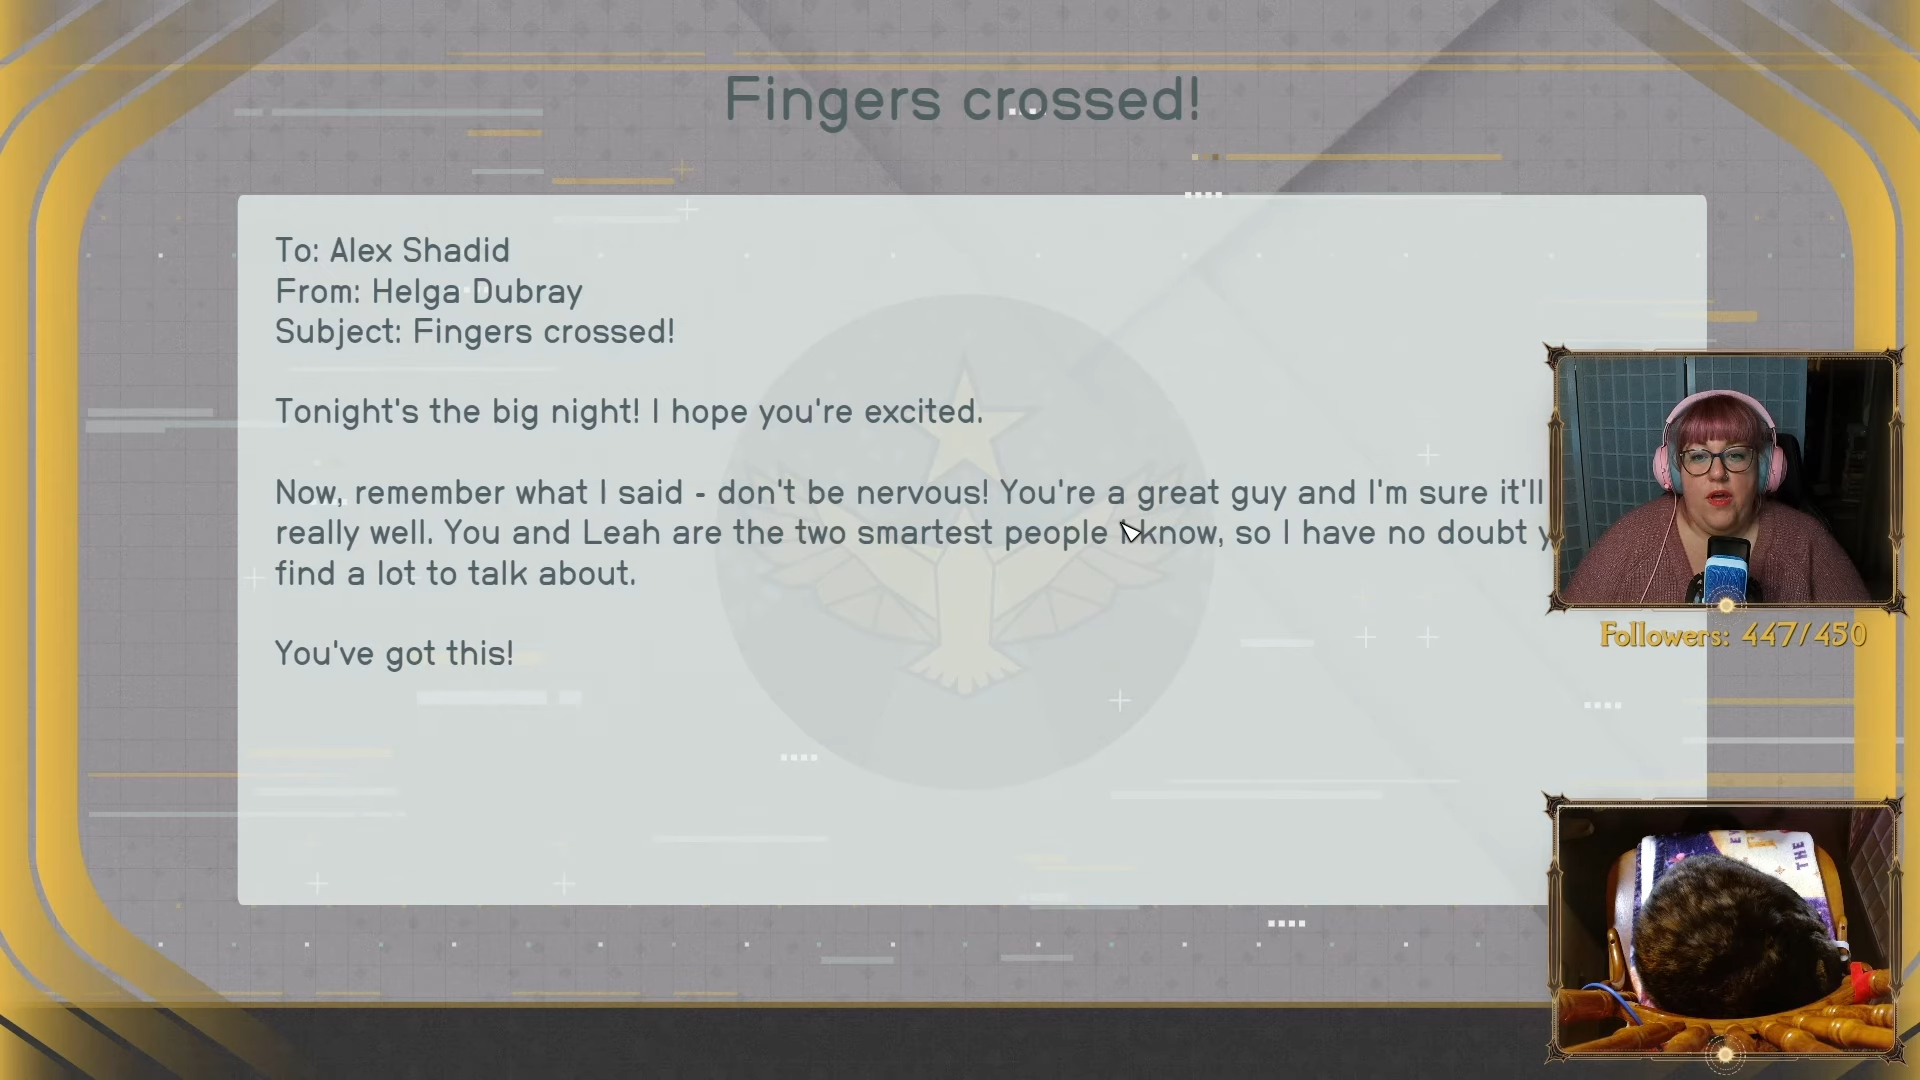 Fingers crossed!
To: Alex Shadid
From: Helga Dubray
Subject: Fingers crossed!
Tonight's the big night! I hope you're excited.
Now, remember what I said - don't be nervous! You're a great guy and I'm sure it'll
really well. You and Leah are the two smartest people I know, so I have no doubt
find a lot to talk about.
You've got this!
Followers: 447/450
THE